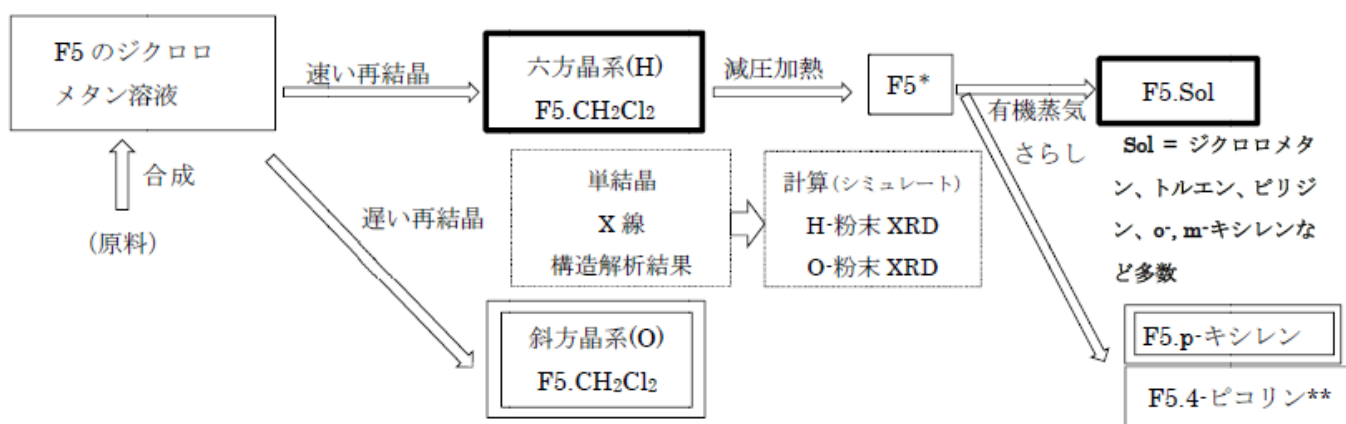 F5 のジクロロ
メタン溶液
合成
(原料)
速い再結晶
遅い再結晶
六方晶系(H)
F5.CH2Cl2
減圧加熱
F5*
有機蒸気
さらし
F5.Sol
Sol = ジクロロメタ
ン、トルエン、ピリジ
ン、o-, m-キシレンな
ど多数
単結晶
X 線
構造解析結果
計算(シミュレート)
H-粉末 XRD
O-粉末 XRD
斜方晶系(O)
F5.CH2Cl2
F5.p-キシレン
F5.4-ピコリン**